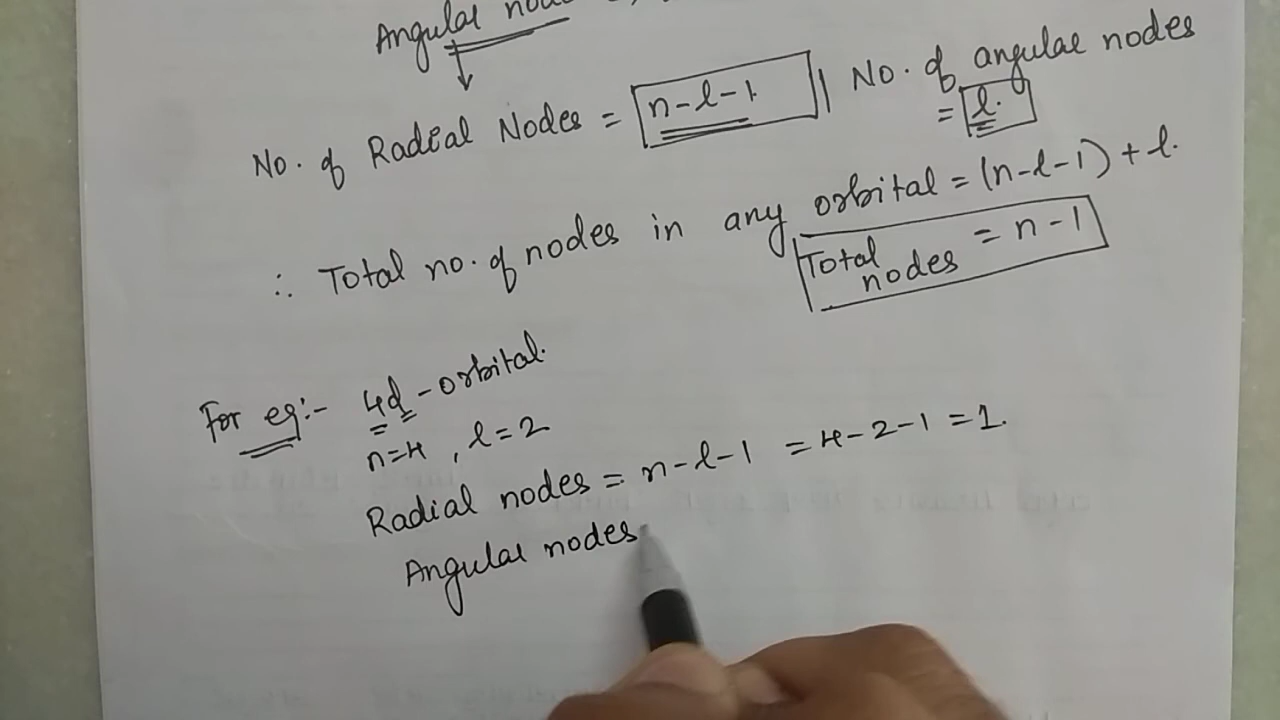 Angular
No. of Radial Nodes = n-l-1 || No. of angular nodes
= l.
∴ Total no. of nodes in any orbital = (n-l-1) + l.
Total nodes = n-1
For eg:- 4d-orbital.
n=4, l=2
Radial nodes = n-l-1 = 4-2-1 = 1.
Angular nodes